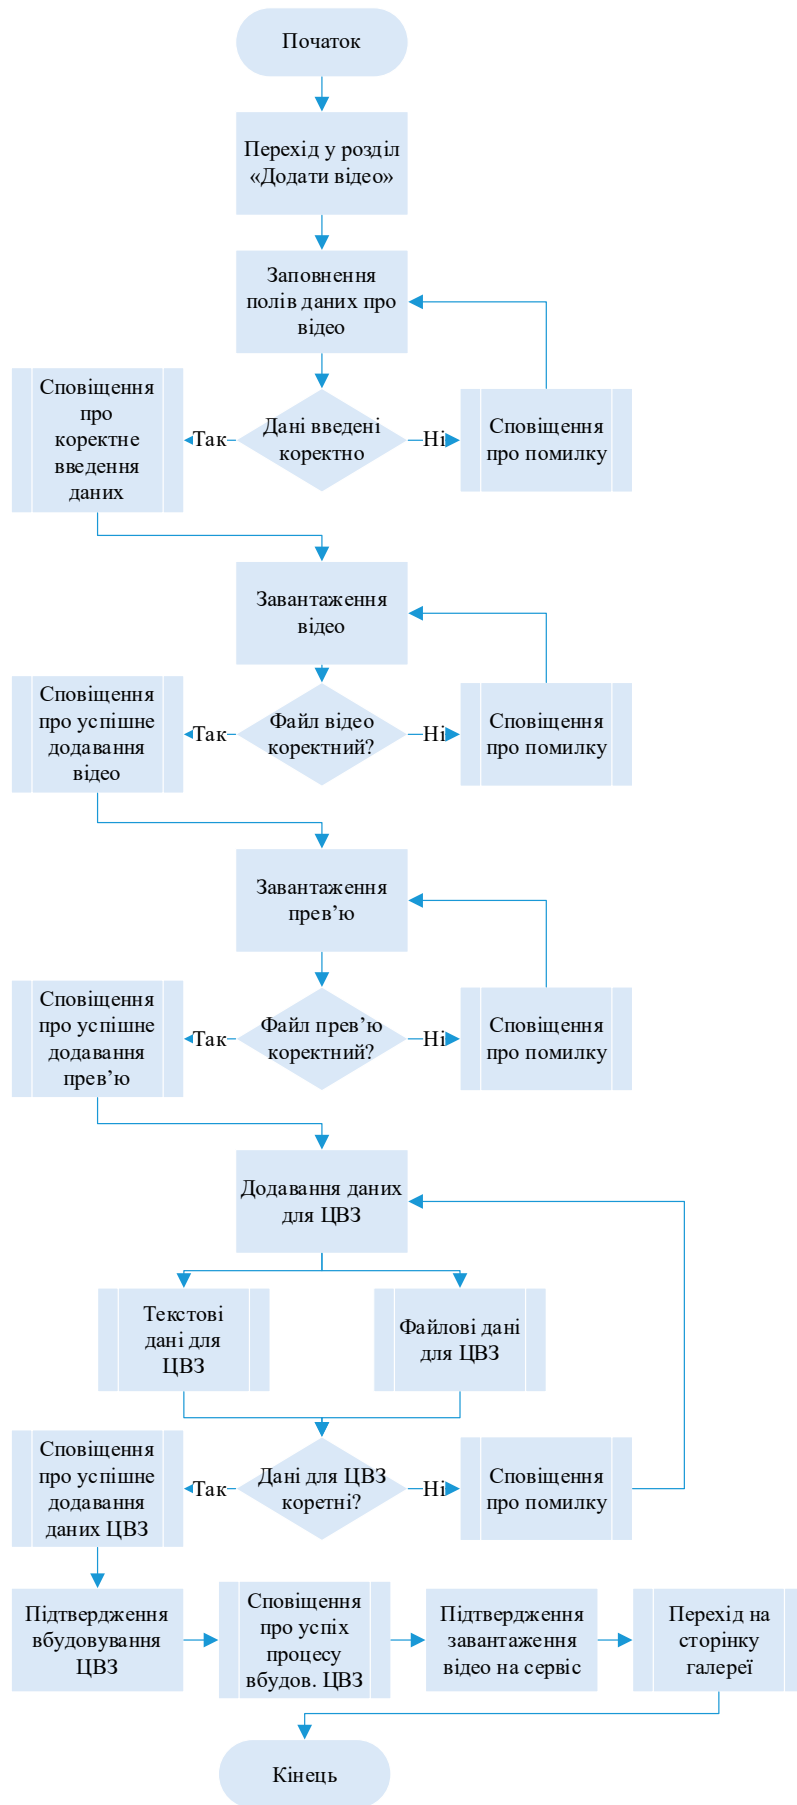 Початок
Перехід у розділ
«Додати відео»
Заповнення
полів даних про
відео
Сповіщення
про
коректне
введення
даних
Так
Дані введені
коректно
Ні
Сповіщення
про помилку
Завантаження
відео
Сповіщення
про успішне
додавання
відео
Так
Файл відео
коректний?
Ні
Сповіщення
про помилку
Завантаження
прев’ю
Сповіщення
про успішне
додавання
прев’ю
Так
Файл прев’ю
коректний?
Ні
Сповіщення
про помилку
Додавання даних
для ЦВЗ
Текстові
дані для
ЦВЗ
Файлові дані
для ЦВЗ
Сповіщення
про успішне
додавання
даних ЦВЗ
Так
Дані для ЦВЗ
коретні?
Ні
Сповіщення
про помилку
Підтвердження
вбудовування
ЦВЗ
Сповіщення
про успіх
процесу
вбудов. ЦВЗ
Підтвердження
завантаження
відео на сервіс
Перехід на
сторінку
галереї
Кінець